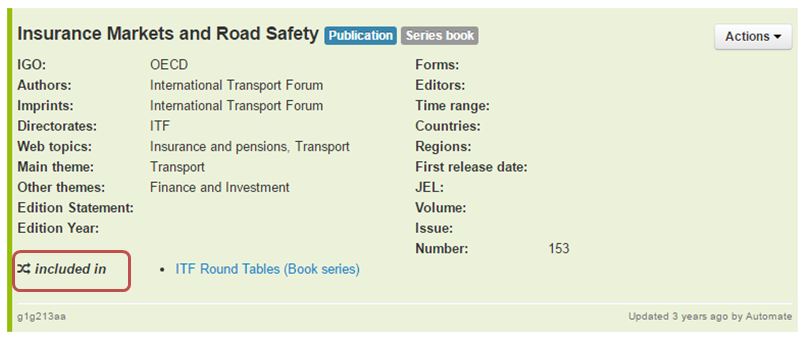 Insurance Markets and Road Safety Publication Series book Actions
IGO: OECD Forms:
Authors: International Transport Forum Editors:
Imprints: International Transport Forum Time range:
Directorates: ITF Countries:
Web topics: Insurance and pensions, Transport Regions:
Main theme: Transport First release date:
Other themes: Finance and Investment JEL:
Edition Statement: Volume:
Edition Year: Issue:
Number: 153
included in • ITF Round Tables (Book series)
g1g213aa Updated 3 years ago by Automate